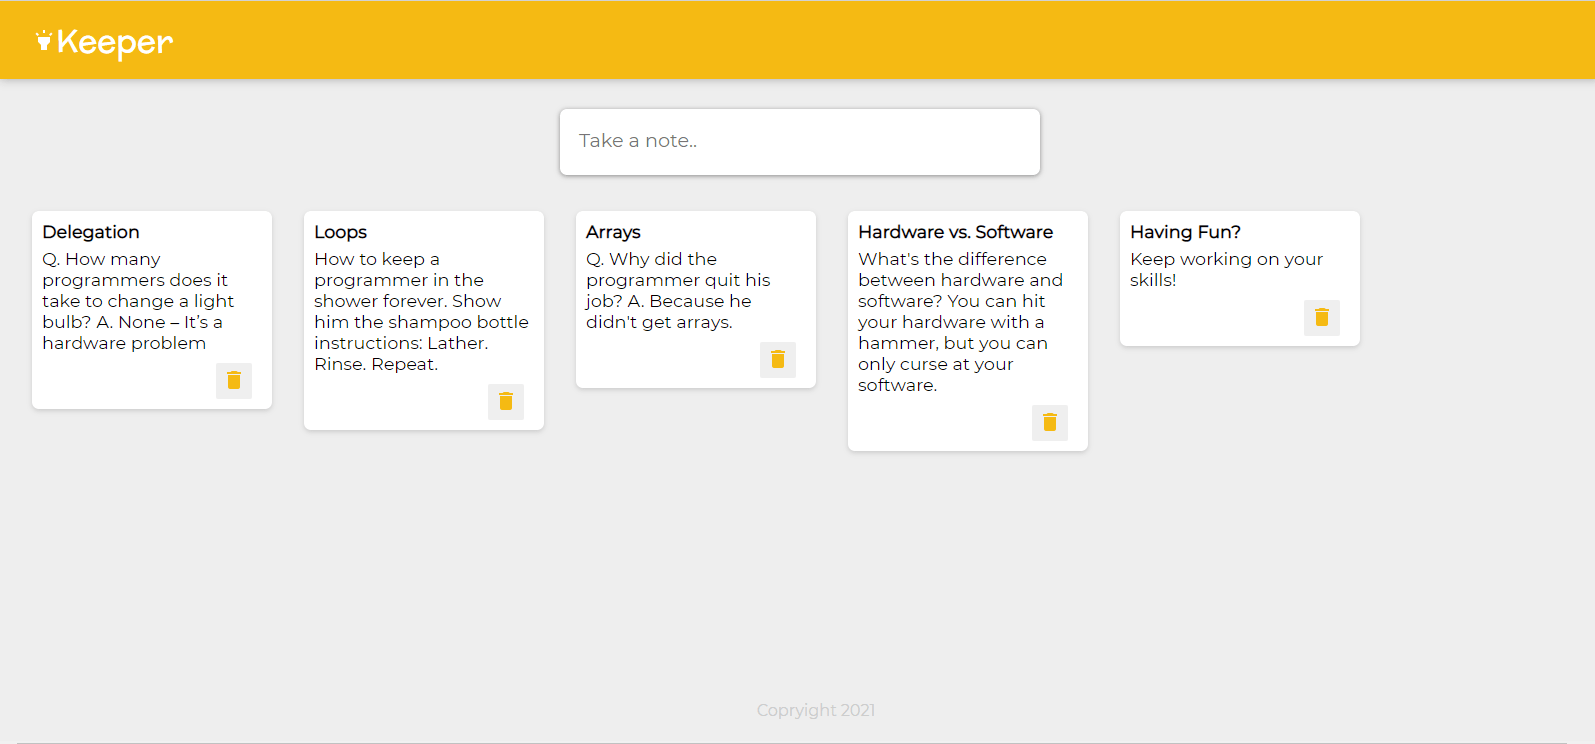 Keeper
Take a note..
Delegation
Q. How many
programmers does it
take to change a light
bulb? A. None – It’s a
hardware problem
Loops
How to keep a
programmer in the
shower forever. Show
him the shampoo bottle
instructions: Lather.
Rinse. Repeat.
Arrays
Q. Why did the
programmer quit his
job? A. Because he
didn't get arrays.
Hardware vs. Software
What's the difference
between hardware and
software? You can hit
your hardware with a
hammer, but you can
only curse at your
software.
Having Fun?
Keep working on your
skills!
Copryight 2021